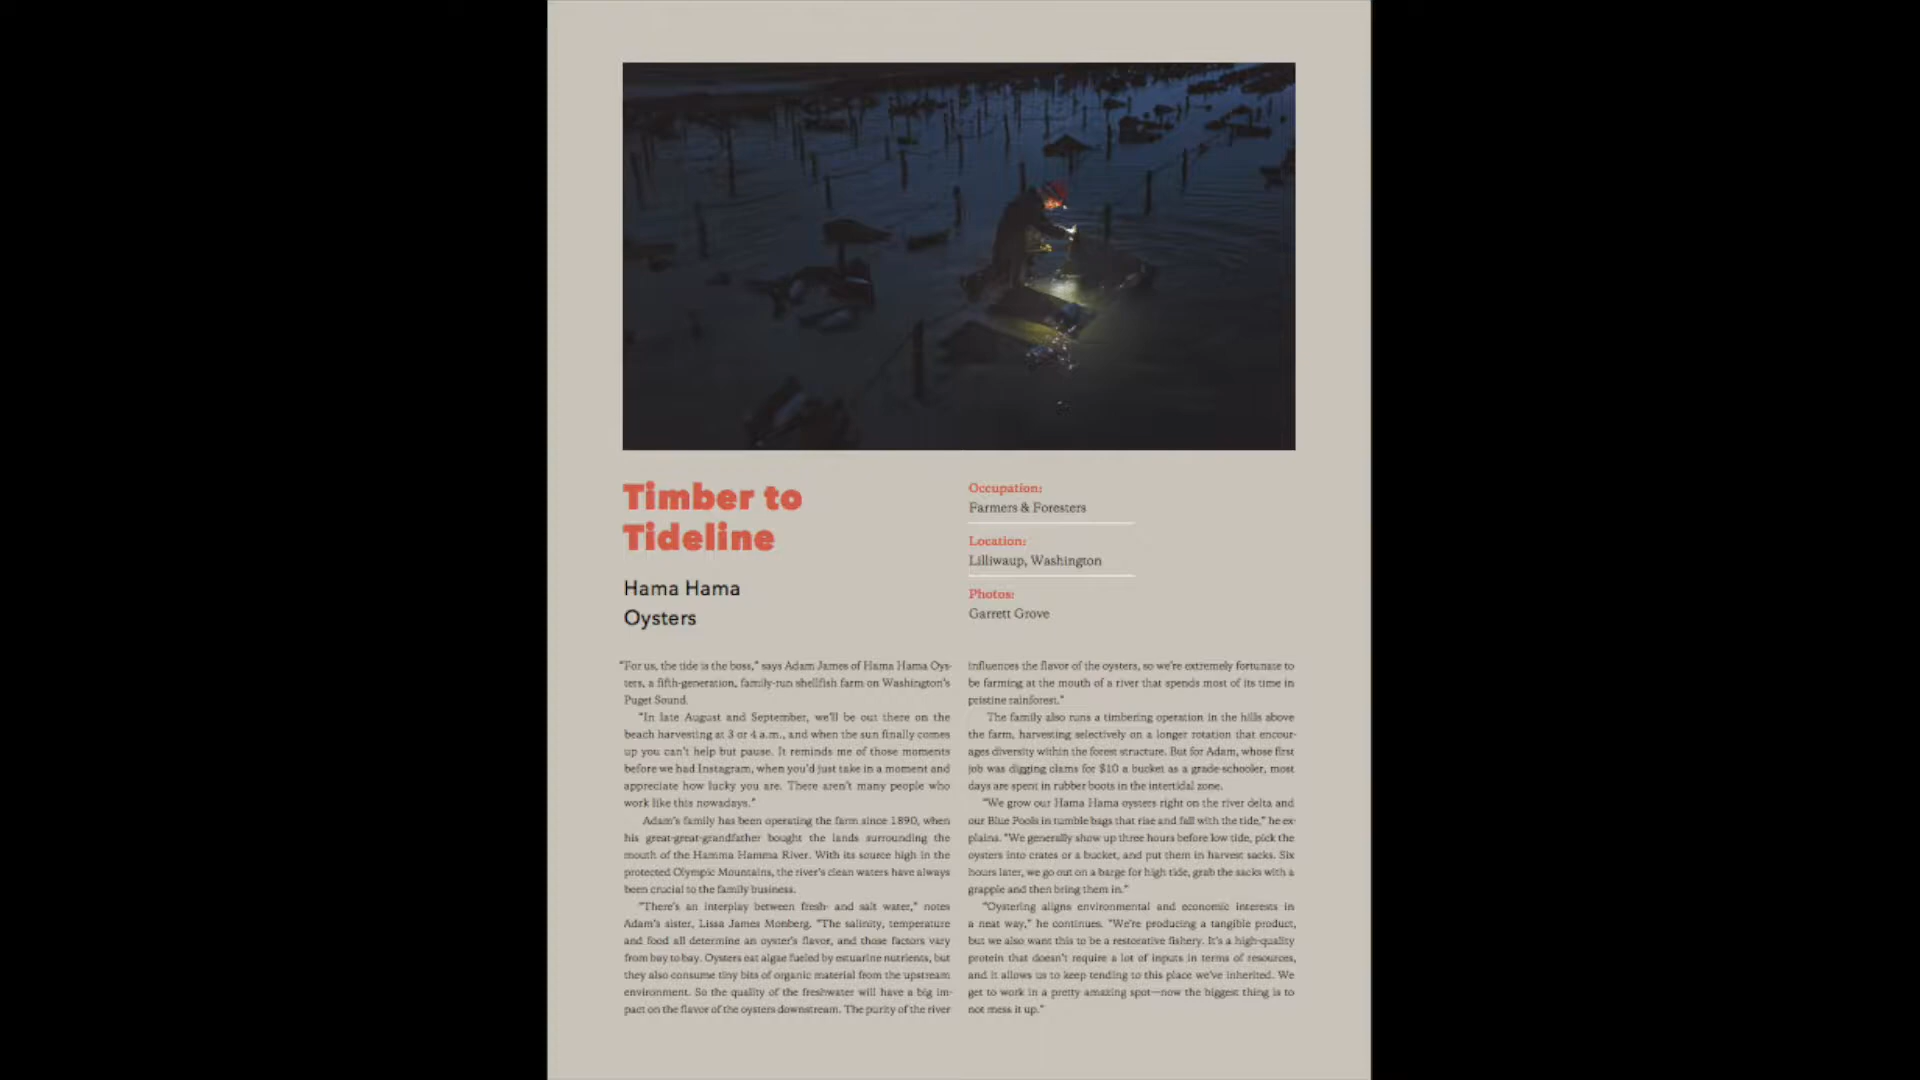 Timber to
Tideline
Hama Hama
Oysters
Occupation:
Farmers & Foresters
Location:
Lilliwaup, Washington
Photos:
Garrett Grove
“For us, the tide is the boss,” says Adam James of Hama Hama Oys-
ters, a fifth-generation, family-run shellfish farm on Washington’s
Puget Sound.
“In late August and September, we’ll be out there on the
beach harvesting at 3 or 4 a.m., and when the sun finally comes
up you can’t help but pause. It reminds me of those moments
before we had Instagram, when you’d just take in a moment and
appreciate how lucky you are. There aren’t many people who
work like this nowadays.”
Adam’s family has been operating the farm since 1890, when
his great-great-grandfather bought the lands surrounding the
mouth of the Hamma Hamma River. With its source high in the
protected Olympic Mountains, the river’s clean waters have always
been crucial to the family business.
“There’s an interplay between fresh- and salt water,” notes
Adam’s sister, Lissa James Monberg. “The salinity, temperature
and food all determine an oyster’s flavor, and those factors vary
from bay to bay. Oysters eat algae fueled by estuarine nutrients, but
they also consume tiny bits of organic material from the upstream
environment. So the quality of the freshwater will have a big im-
pact on the flavor of the oysters downstream. The purity of the river
influences the flavor of the oysters, so we’re extremely fortunate to
be farming at the mouth of a river that spends most of its time in
pristine rainforest.”
The family also runs a timbering operation in the hills above
the farm, harvesting selectively on a longer rotation that encour-
ages diversity within the forest structure. But for Adam, whose first
job was digging clams for $10 a bucket as a grade-schooler, most
days are spent in rubber boots in the intertidal zone.
“We grow our Hama Hama oysters right on the river delta and
our Blue Pools in tumble bags that rise and fall with the tide,” he ex-
plains. “We generally show up three hours before low tide, pick the
oysters into crates or a bucket, and put them in harvest sacks. Six
hours later, we go out on a barge for high tide, grab the sacks with a
grapple and then bring them in.”
“Oystering aligns environmental and economic interests in
a neat way,” he continues. “We’re producing a tangible product,
but we also want this to be a restorative fishery. It’s a high-quality
protein that doesn’t require a lot of inputs in terms of resources,
and it allows us to keep tending to this place we’ve inherited. We
get to work in a pretty amazing spot—now the biggest thing is to
not mess it up.”